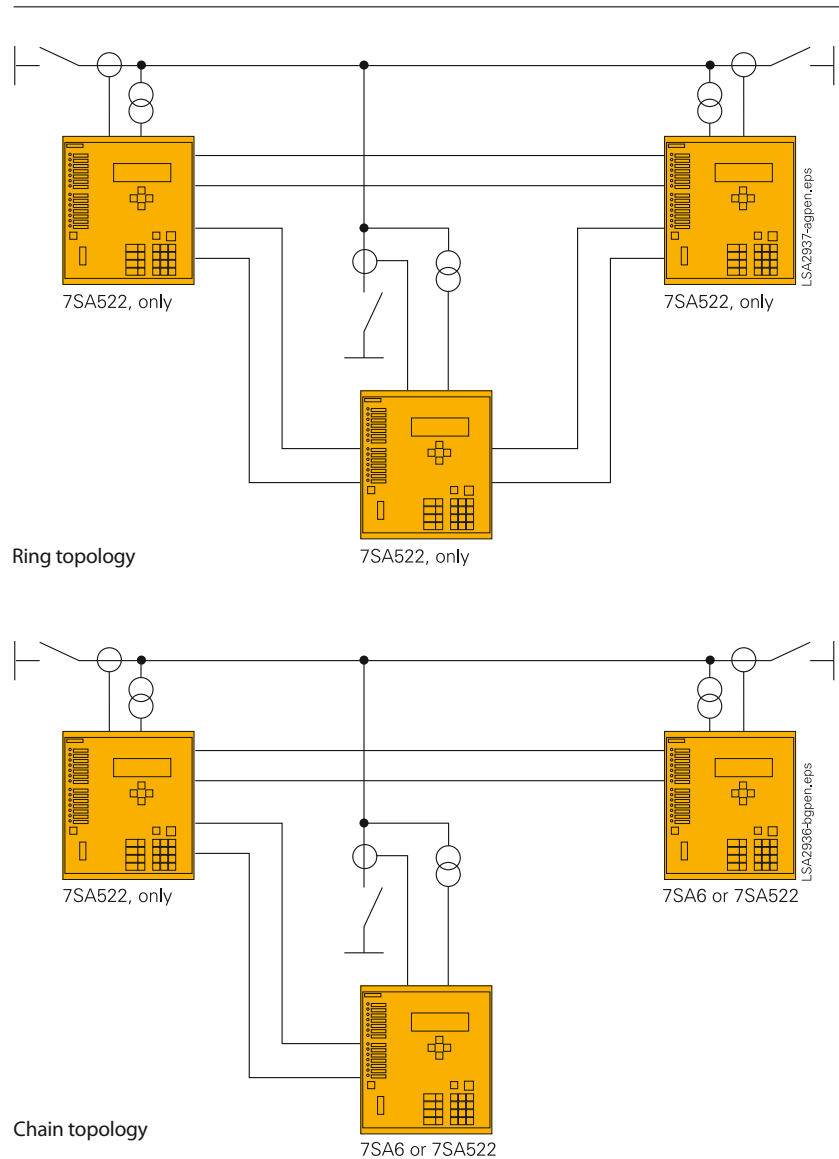 LSA2937-agpen.eps
7SA522, only
7SA522, only
Ring topology
7SA522, only
LSA2936-bgpen.eps
7SA522, only
7SA6 or 7SA522
Chain topology
7SA6 or 7SA522